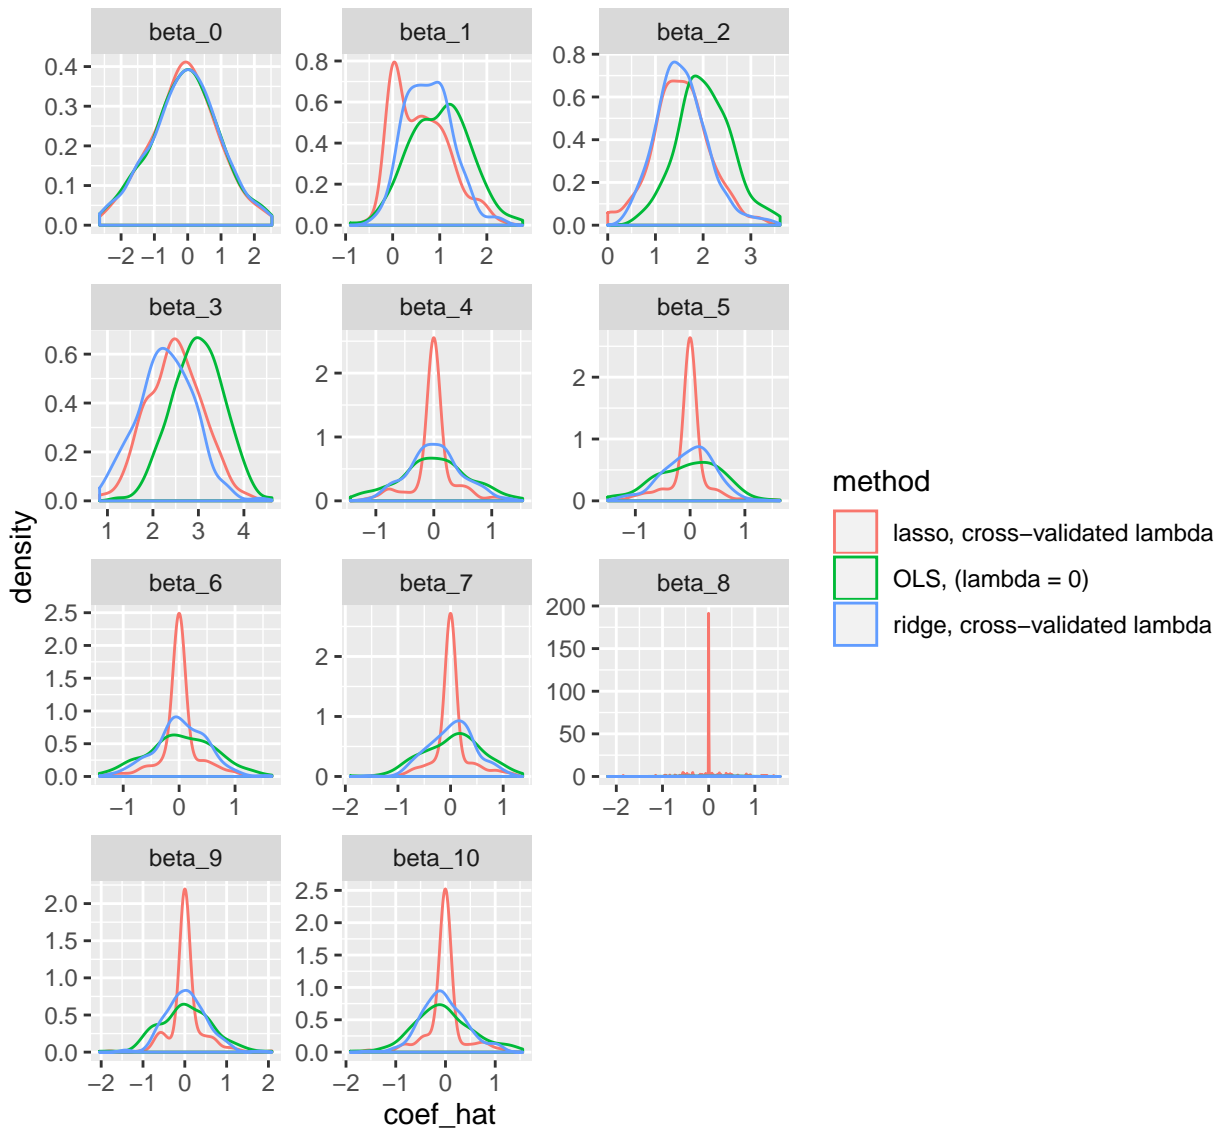 beta_0
beta_1
beta_2
0.4
0.3
0.2
0.1
0.0
−2 −1 0 1 2
0.8
0.6
0.4
0.2
0.0
−1 0 1 2
0.8
0.6
0.4
0.2
0.0
0 1 2 3
beta_3
beta_4
beta_5
0.6
0.4
0.2
0.0
1 2 3 4
2
1
0
−1 0 1
2
1
0
−1 0 1
beta_6
beta_7
beta_8
2.5
2.0
1.5
1.0
0.5
0.0
−1 0 1
2
1
0
−2 −1 0 1
200
150
100
50
0
−2 −1 0 1
beta_9
beta_10
2.0
1.5
1.0
0.5
0.0
−2 −1 0 1 2
2.5
2.0
1.5
1.0
0.5
0.0
−2 −1 0 1
density
coef_hat
method
lasso, cross−validated lambda
OLS, (lambda = 0)
ridge, cross−validated lambda